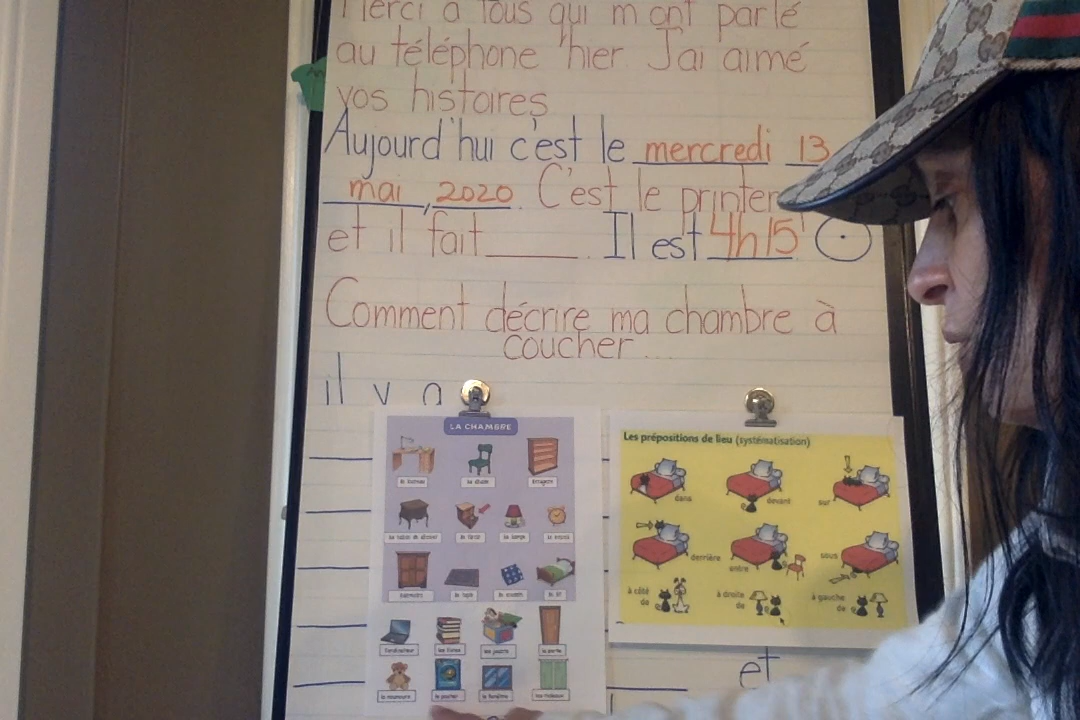 Merci à tous qui m'ont parlé
au téléphone hier. J'ai aimé
vos histoires
Aujourd'hui c'est le mercredi 13
mai, 2020. C'est le printem
et il fait______. Il est 4h15
Comment décrire ma chambre à
coucher...
il y a
LA CHAMBRE
le bureau
la chaise
l'étagère
la table de chevet
le tiroir
la lampe
le réveil
l'armoire
le tapis
le coussin
le lit
l'ordinateur
les livres
les jouets
la porte
le nounours
le poster
la fenêtre
les rideaux
Les prépositions de lieu (systématisation)
dans
devant
sur
derrière
entre
sous
à côté de
à droite de
à gauche de
et